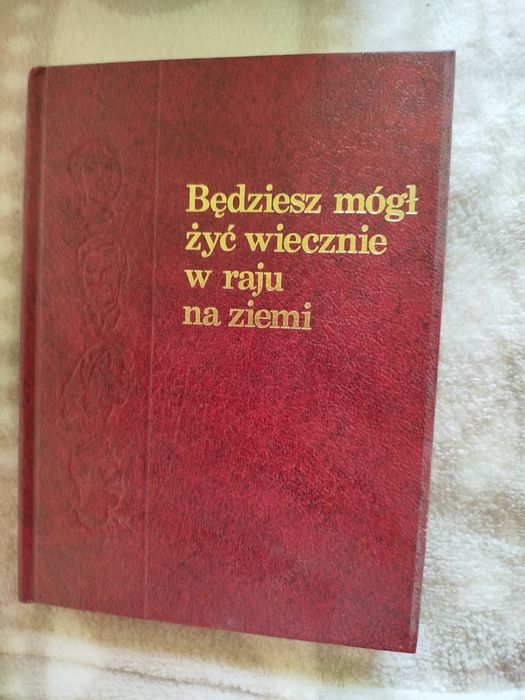 Będziesz mógł
żyć wiecznie
w raju
na ziemi